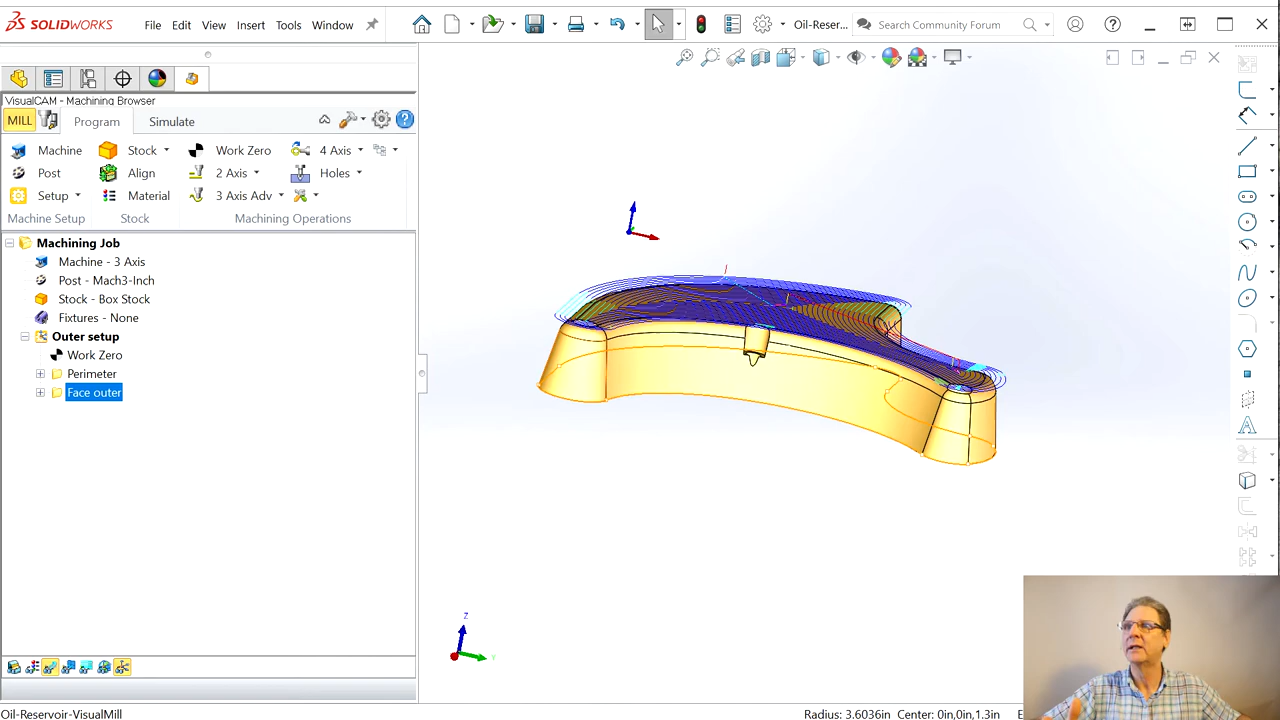 SOLIDWORKS File Edit View Insert Tools Window Oil-Reser... Search Community Forum
VisualCAM - Machining Browser
MILL Program Simulate
Machine Stock Work Zero 4 Axis
Post Align 2 Axis Holes
Setup Material 3 Axis Adv
Machine Setup Stock Machining Operations
Machining Job
Machine - 3 Axis
Post - Mach3-Inch
Stock - Box Stock
Fixtures - None
Outer setup
Work Zero
Perimeter
Face outer
Z
Y
Oil-Reservoir-VisualMill Radius: 3.6036in Center: 0in,0in,1.3in